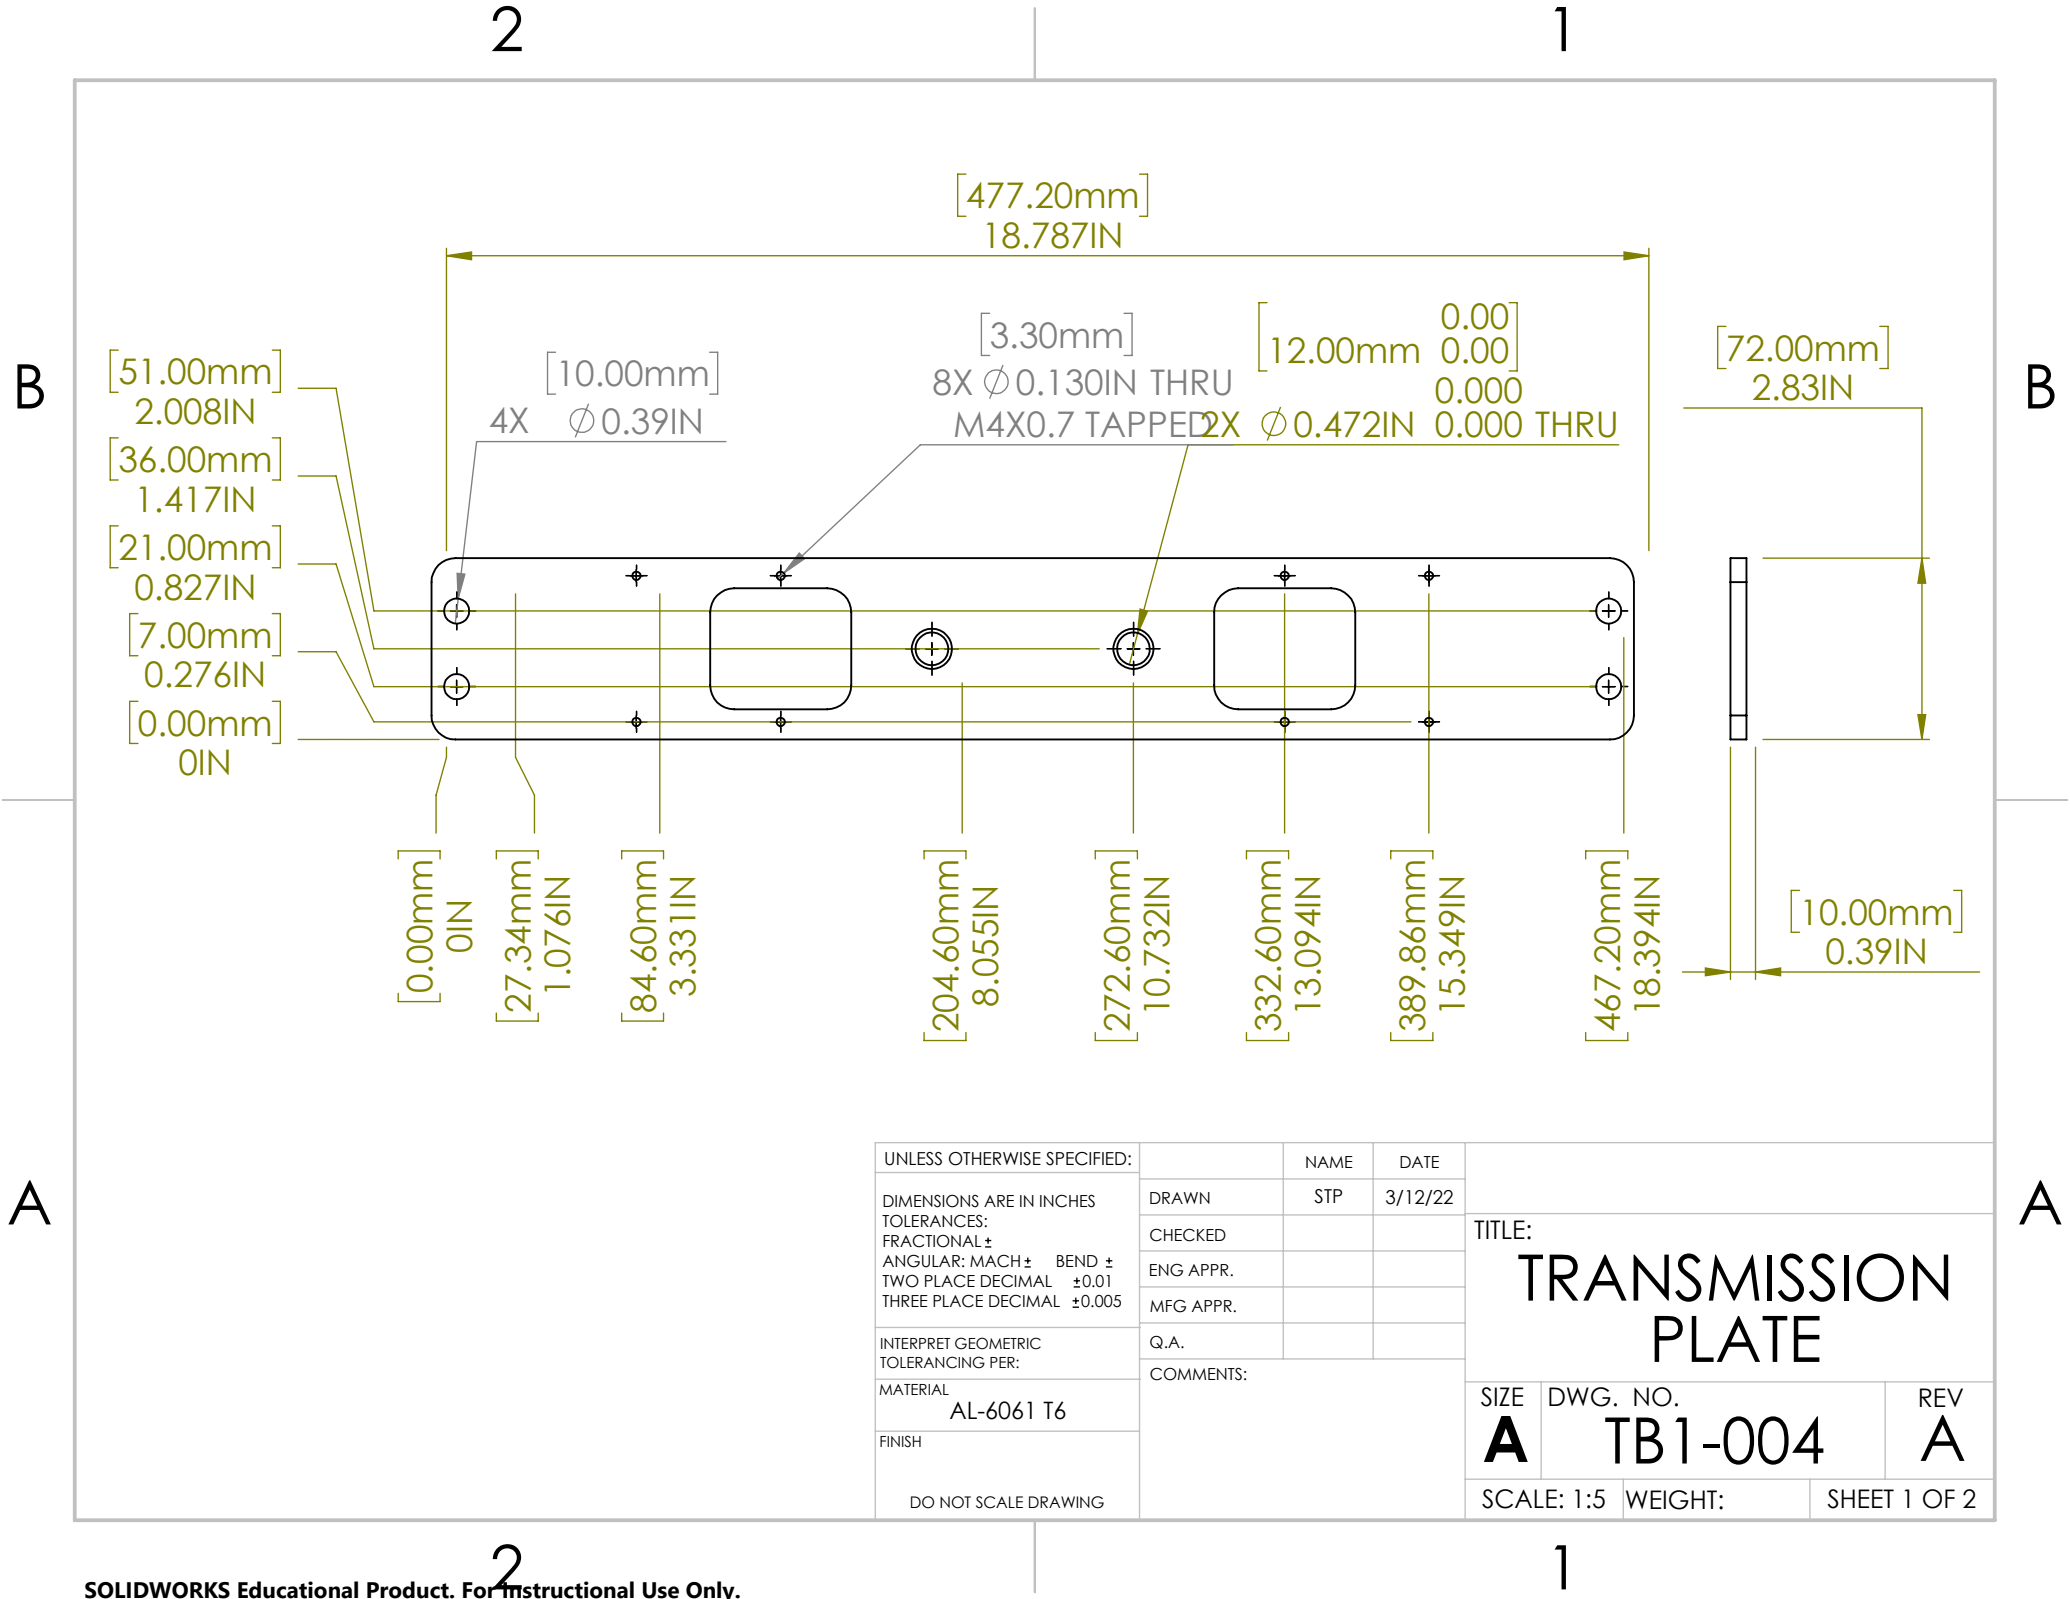 2
1
[477.20mm]
18.787IN
[51.00mm]
2.008IN
[36.00mm]
1.417IN
[21.00mm]
0.827IN
[7.00mm]
0.276IN
[0.00mm]
0IN
[10.00mm]
4X ∅0.39IN
[3.30mm]
8X ∅0.130IN THRU
M4X0.7 TAPPED
[12.00mm 0.00 0.00]
0.000
2X ∅0.472IN 0.000 THRU
[72.00mm]
2.83IN
B
B
[0.00mm]
0IN
[27.34mm]
1.076IN
[84.60mm]
3.331IN
[204.60mm]
8.055IN
[272.60mm]
10.732IN
[332.60mm]
13.094IN
[389.86mm]
15.349IN
[467.20mm]
18.394IN
[10.00mm]
0.39IN
A
A
UNLESS OTHERWISE SPECIFIED:
DIMENSIONS ARE IN INCHES
TOLERANCES:
FRACTIONAL ±
ANGULAR: MACH ± BEND ±
TWO PLACE DECIMAL ±0.01
THREE PLACE DECIMAL ±0.005
INTERPRET GEOMETRIC
TOLERANCING PER:
MATERIAL
AL-6061 T6
FINISH
DO NOT SCALE DRAWING
NAME DATE
DRAWN STP 3/12/22
CHECKED
ENG APPR.
MFG APPR.
Q.A.
COMMENTS:
TITLE:
TRANSMISSION
PLATE
SIZE DWG. NO. REV
A TB1-004 A
SCALE: 1:5 WEIGHT: SHEET 1 OF 2
2
1
SOLIDWORKS Educational Product. For Instructional Use Only.